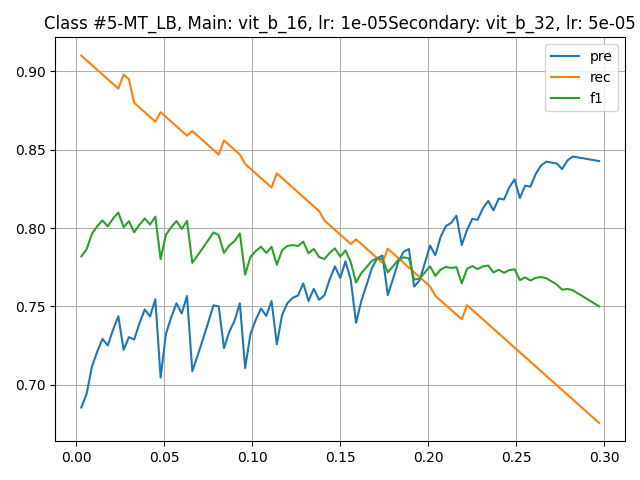 Class #5-MT_LB, Main: vit_b_16, lr: 1e-05Secondary: vit_b_32, lr: 5e-05
pre
rec
f1
0.90
0.85
0.80
0.75
0.70
0.00 0.05 0.10 0.15 0.20 0.25 0.30